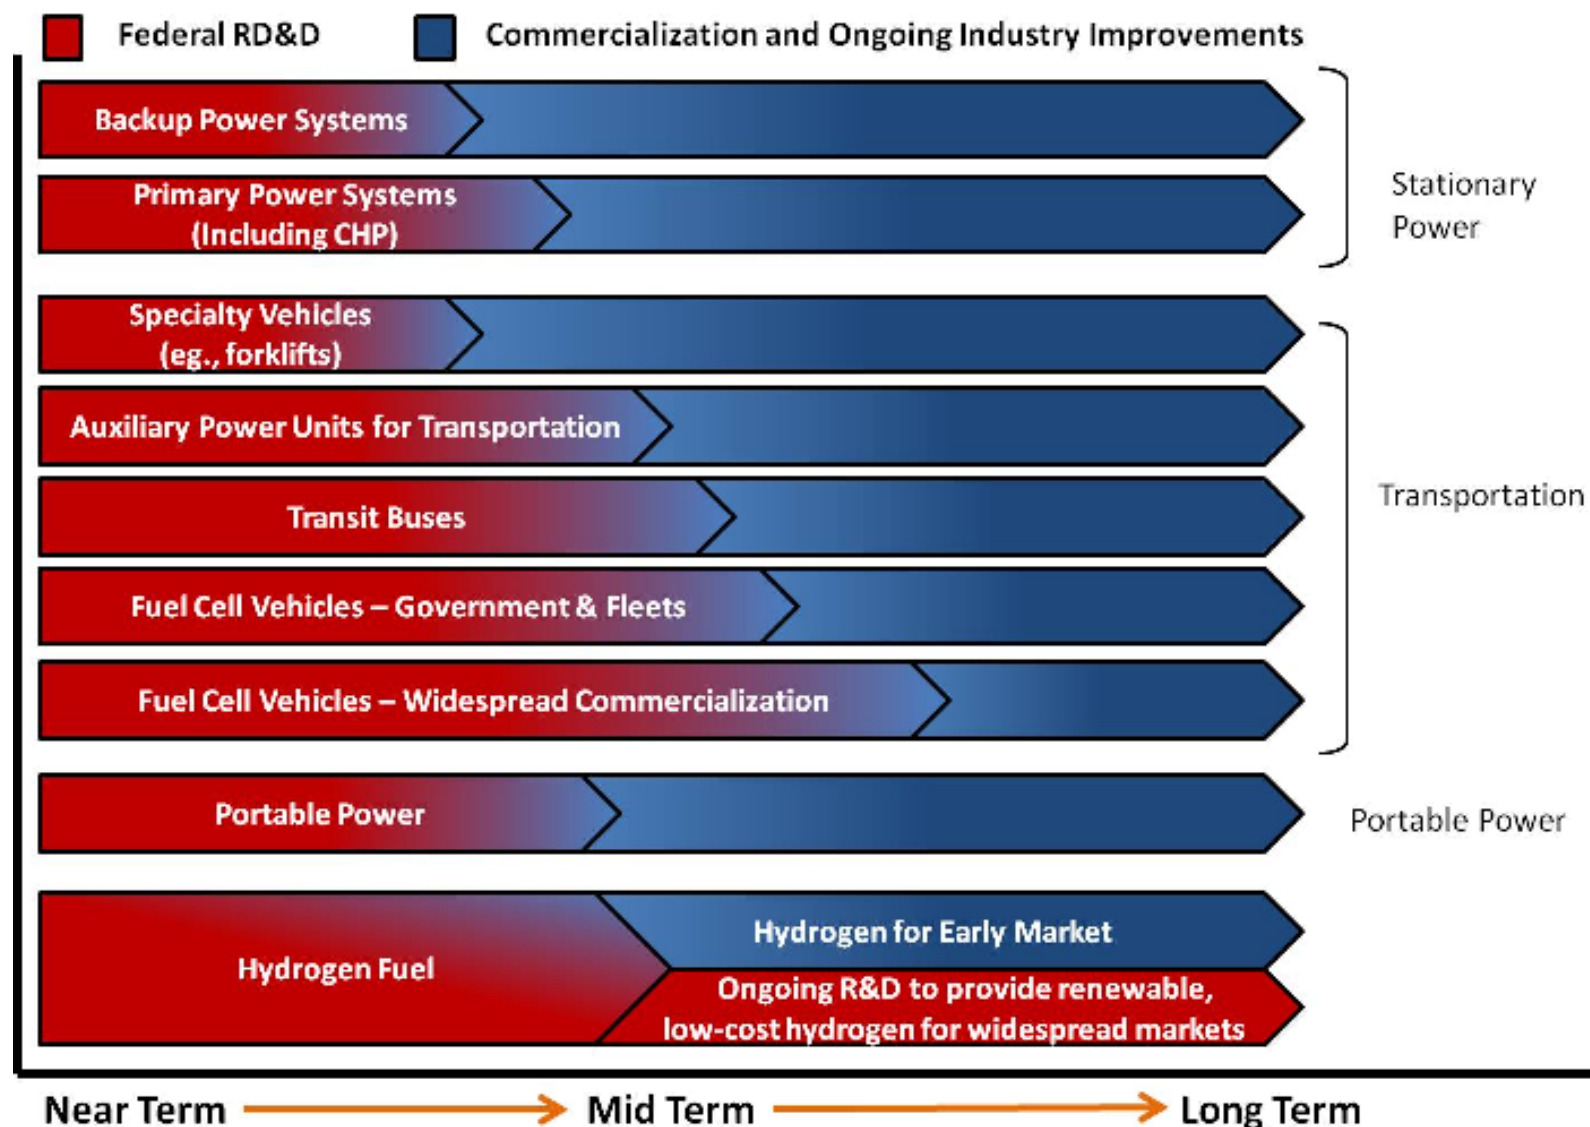 Federal RD&D
Commercialization and Ongoing Industry Improvements
Backup Power Systems
Primary Power Systems
(Including CHP)
Stationary
Power
Specialty Vehicles
(eg., forklifts)
Auxiliary Power Units for Transportation
Transit Buses
Fuel Cell Vehicles – Government & Fleets
Fuel Cell Vehicles – Widespread Commercialization
Transportation
Portable Power
Portable Power
Hydrogen Fuel
Hydrogen for Early Market
Ongoing R&D to provide renewable,
low-cost hydrogen for widespread markets
Near Term
Mid Term
Long Term